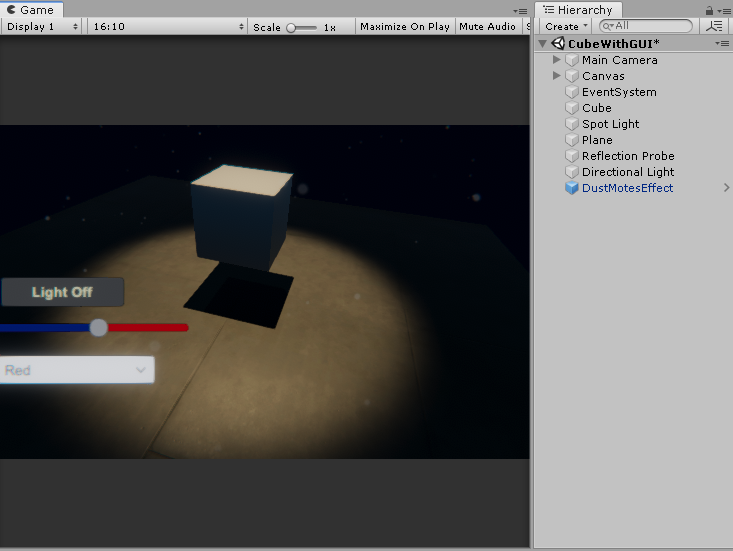 Game
Display 1 16:10 Scale 1x Maximize On Play Mute Audio S
Light Off
Red
Hierarchy
Create All
CubeWithGUI*
Main Camera
Canvas
EventSystem
Cube
Spot Light
Plane
Reflection Probe
Directional Light
DustMotesEffect